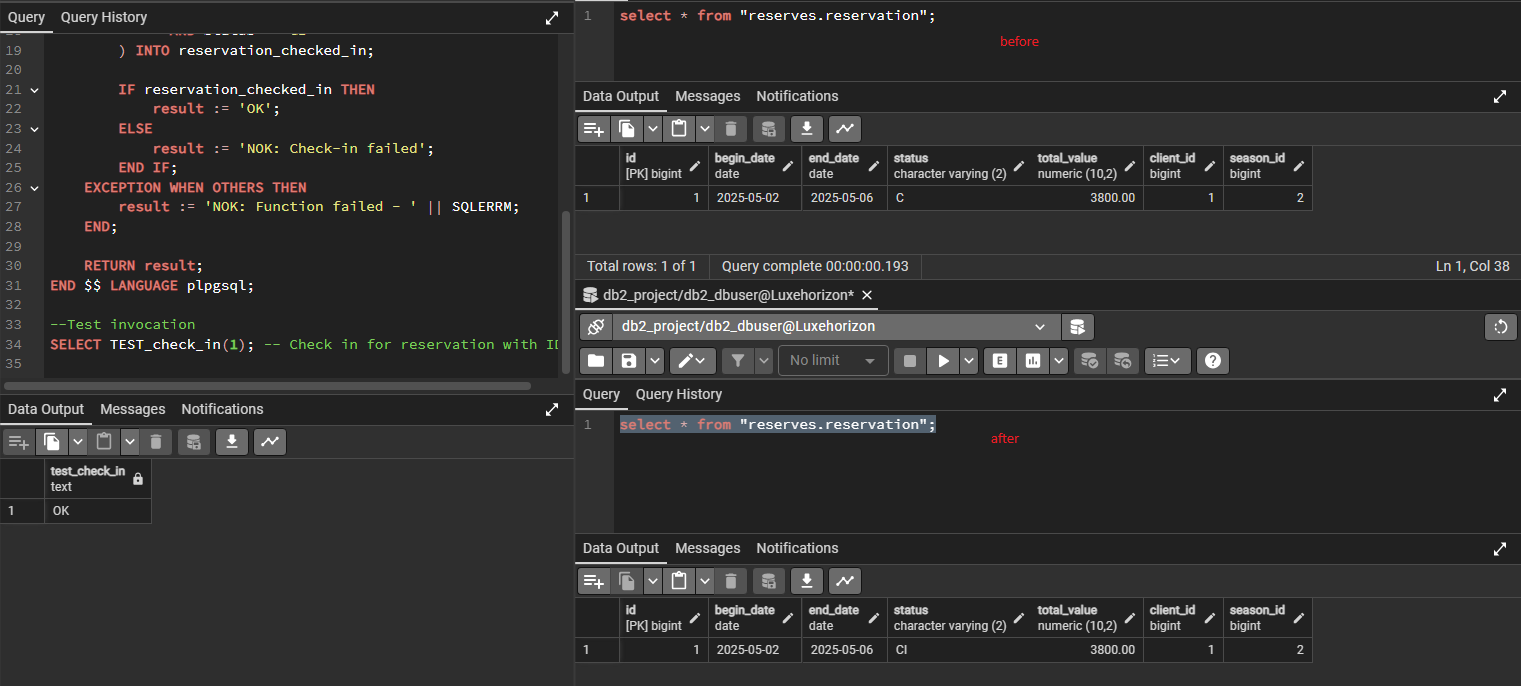 Query Query History
19 ) INTO reservation_checked_in;
20
21 IF reservation_checked_in THEN
22 result := 'OK';
23 ELSE
24 result := 'NOK: Check-in failed';
25 END IF;
26 EXCEPTION WHEN OTHERS THEN
27 result := 'NOK: Function failed - ' || SQLERRM;
28 END;
29
30 RETURN result;
31 END $$ LANGUAGE plpgsql;
32
33 --Test invocation
34 SELECT TEST_check_in(1); -- Check in for reservation with ID
35
Data Output Messages Notifications
test_check_in
text
1 OK
1 select * from "reserves.reservation";
before
Data Output Messages Notifications
id begin_date end_date status total_value client_id season_id
[PK] bigint date date character varying (2) numeric (10,2) bigint bigint
1 1 2025-05-02 2025-05-06 C 3800.00 1 2
Total rows: 1 of 1 Query complete 00:00:00.193 Ln 1, Col 38
db2_project/db2_dbuser@Luxehorizon*
db2_project/db2_dbuser@Luxehorizon
No limit E
Query Query History
1 select * from "reserves.reservation";
after
Data Output Messages Notifications
id begin_date end_date status total_value client_id season_id
[PK] bigint date date character varying (2) numeric (10,2) bigint bigint
1 1 2025-05-02 2025-05-06 CI 3800.00 1 2